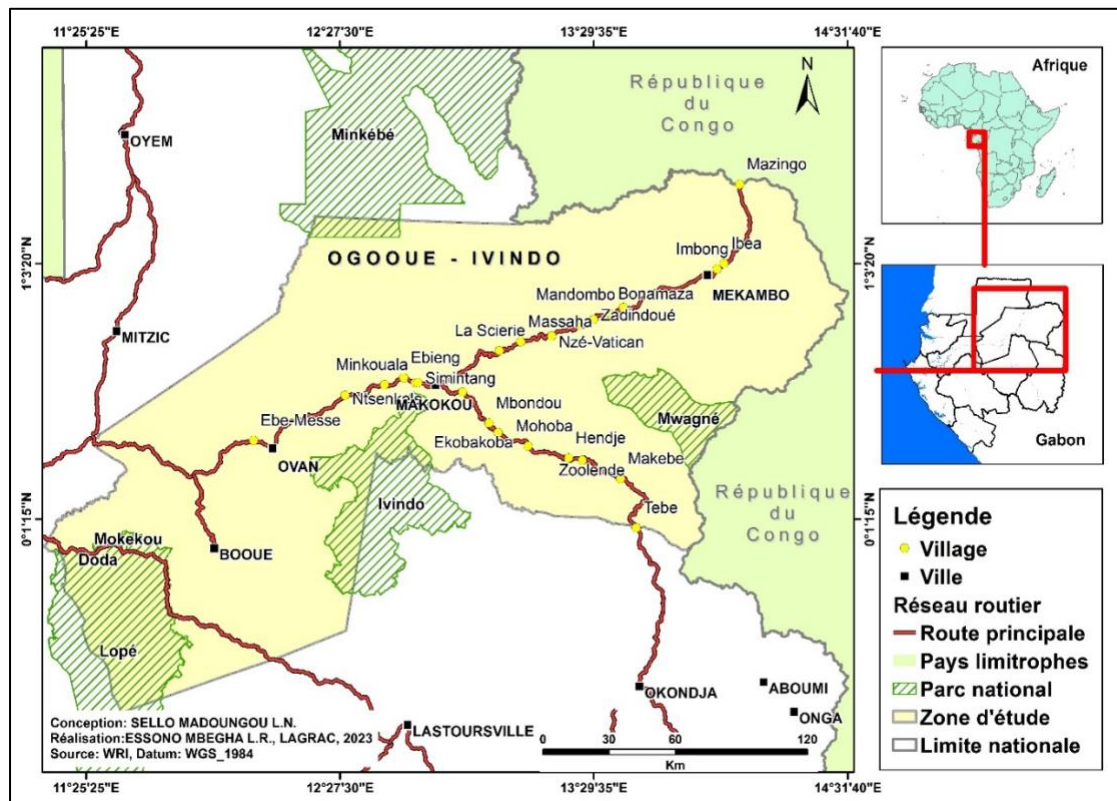 11°25'25"E
12°27'30"E
13°29'35"E
14°31'40"E
République
du
Congo
N
Afrique
Minkébé
OYEM
Mazingo
1°3'20"N
1°3'20"N
OGOOUE - IVINDO
Imbong
Ibea
MEKAMBO
Mandombo
Bonamaza
Zadindoué
La Scierie
Massaha
Nzé-Vatican
MITZIC
Minkouala
Ebieng
Simintang
MAKOKOU
Ebe-Messe
Mbondou
Mwagné
Ekobakoba
Mohoba
Hendje
Makebe
OVAN
Zoolende
Gabon
Ivindo
Tebe
République
du
Congo
0°1'15"N
0°1'15"N
Mokekou
Doda
BOOUE
Lopé
OKONDJA
ABOUMI
ONGA
LASTOURSVILLE
Conception: SELLO MADOUNGOU L.N.
Réalisation:ESSONO MBEGHA L.R., LAGRAC, 2023
Source: WRI, Datum: WGS_1984
0 30 60 120
Km
11°25'25"E
12°27'30"E
13°29'35"E
14°31'40"E
Légende
Village
Ville
Réseau routier
Route principale
Pays limitrophes
Parc national
Zone d'étude
Limite nationale